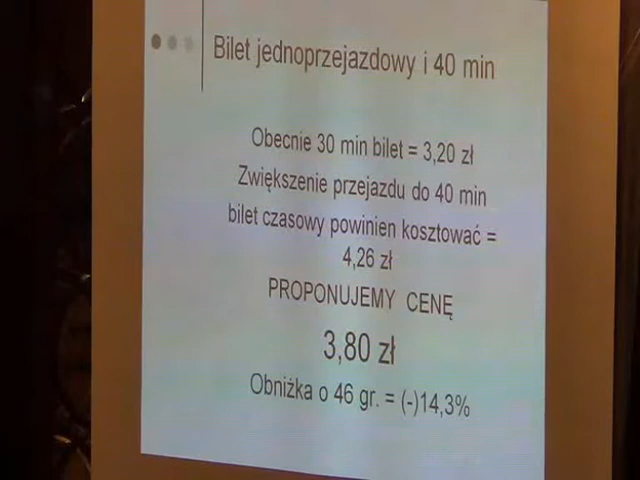 Bilet jednoprzejazdowy i 40 min
Obecnie 30 min bilet = 3,20 zł
Zwiększenie przejazdu do 40 min
bilet czasowy powinien kosztować =
4,26 zł
PROPONUJEMY CENĘ
3,80 zł
Obniżka o 46 gr. = (-)14,3%